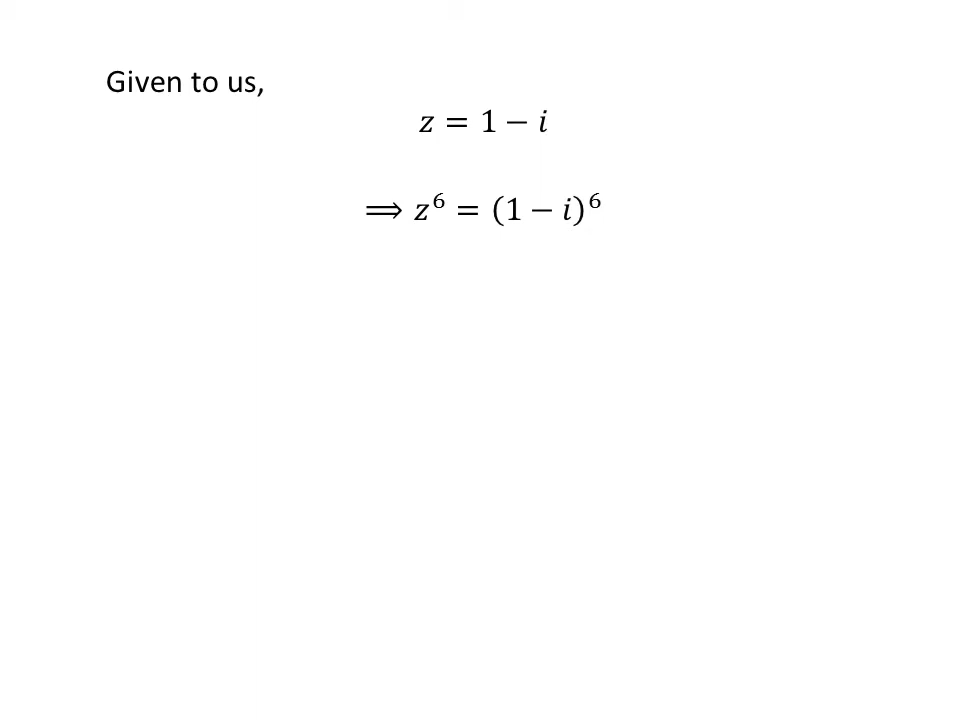 Given to us,
z = 1 − i
⟹ z⁶ = (1 − i)⁶